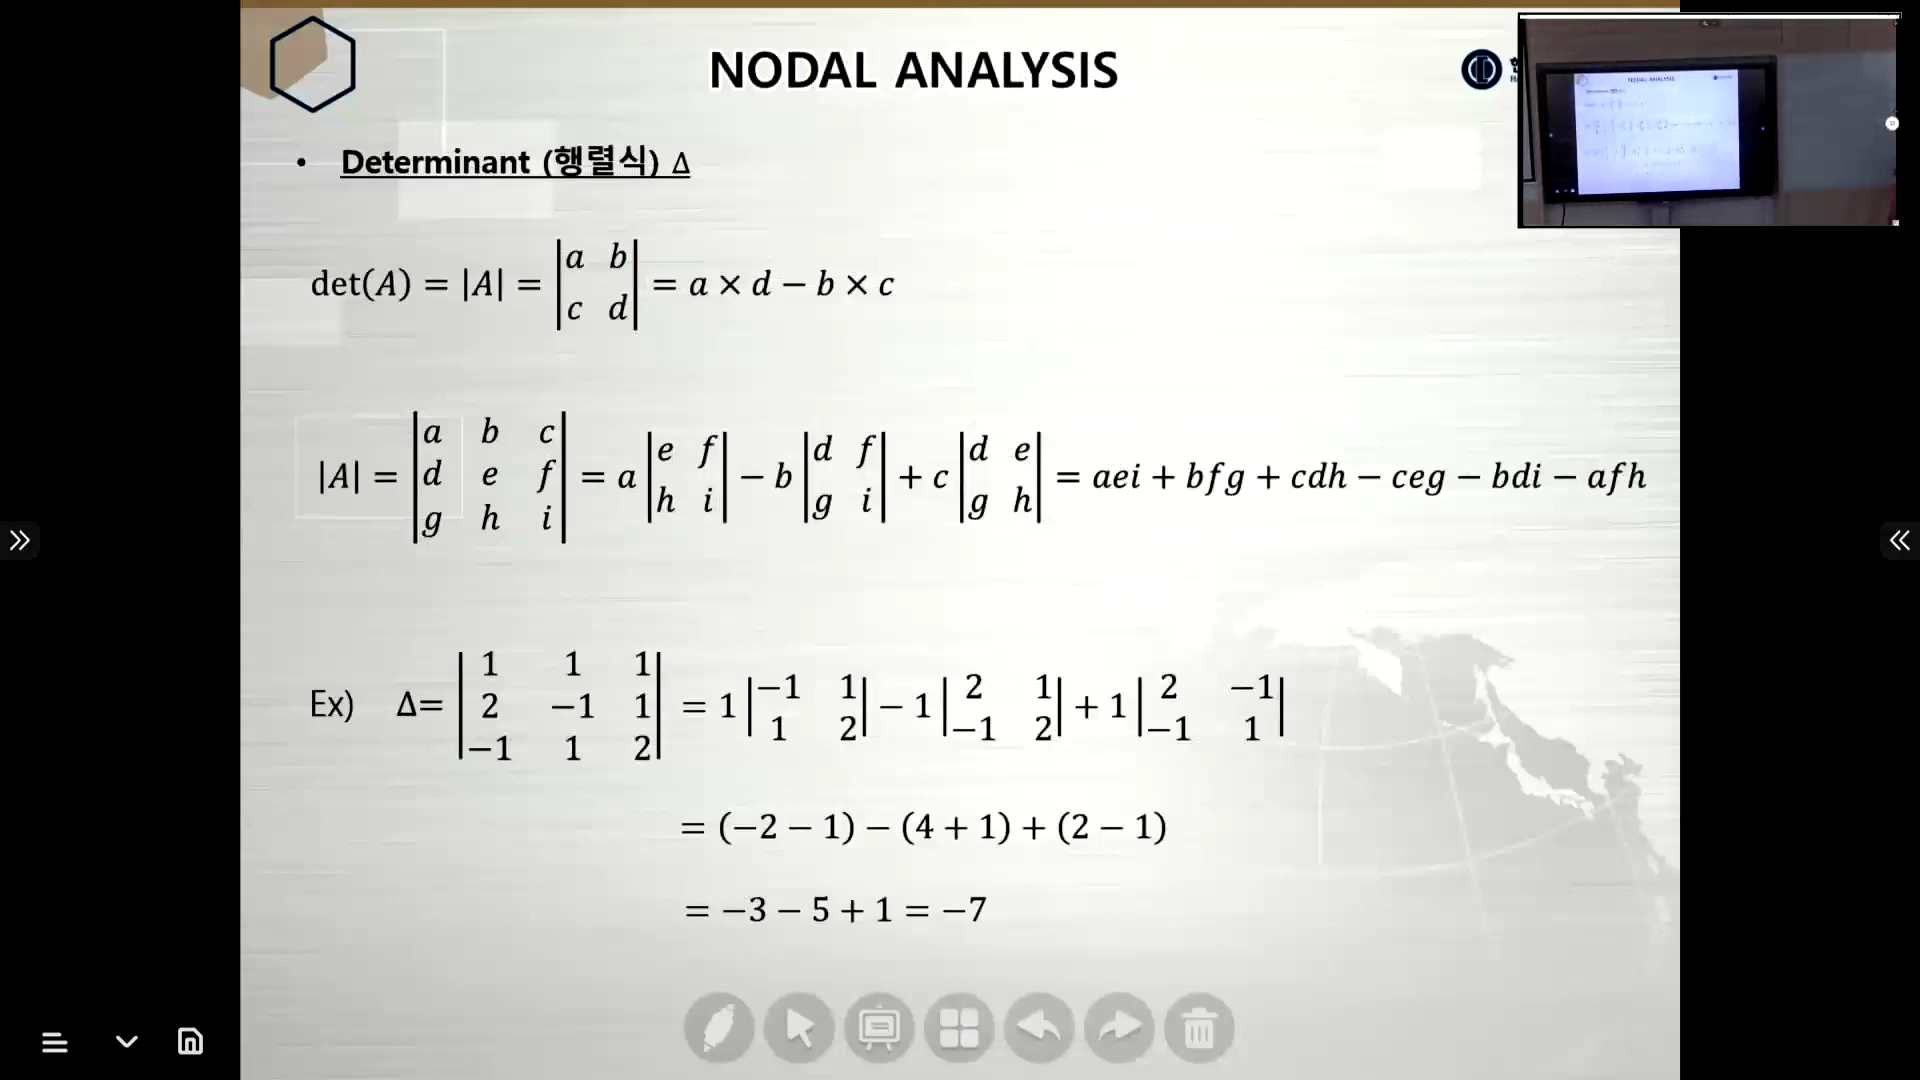 NODAL ANALYSIS
• Determinant (행렬식) Δ
det(A) = |A| = |a b; c d| = a × d − b × c
|A| = |a b c; d e f; g h i| = a |e f; h i| − b |d f; g i| + c |d e; g h| = aei + bfg + cdh − ceg − bdi − afh
Ex) Δ= |1 1 1; 2 −1 1; −1 1 2| = 1 |−1 1; 1 2| − 1 |2 1; −1 2| + 1 |2 −1; −1 1|
= (−2 − 1) − (4 + 1) + (2 − 1)
= −3 − 5 + 1 = −7